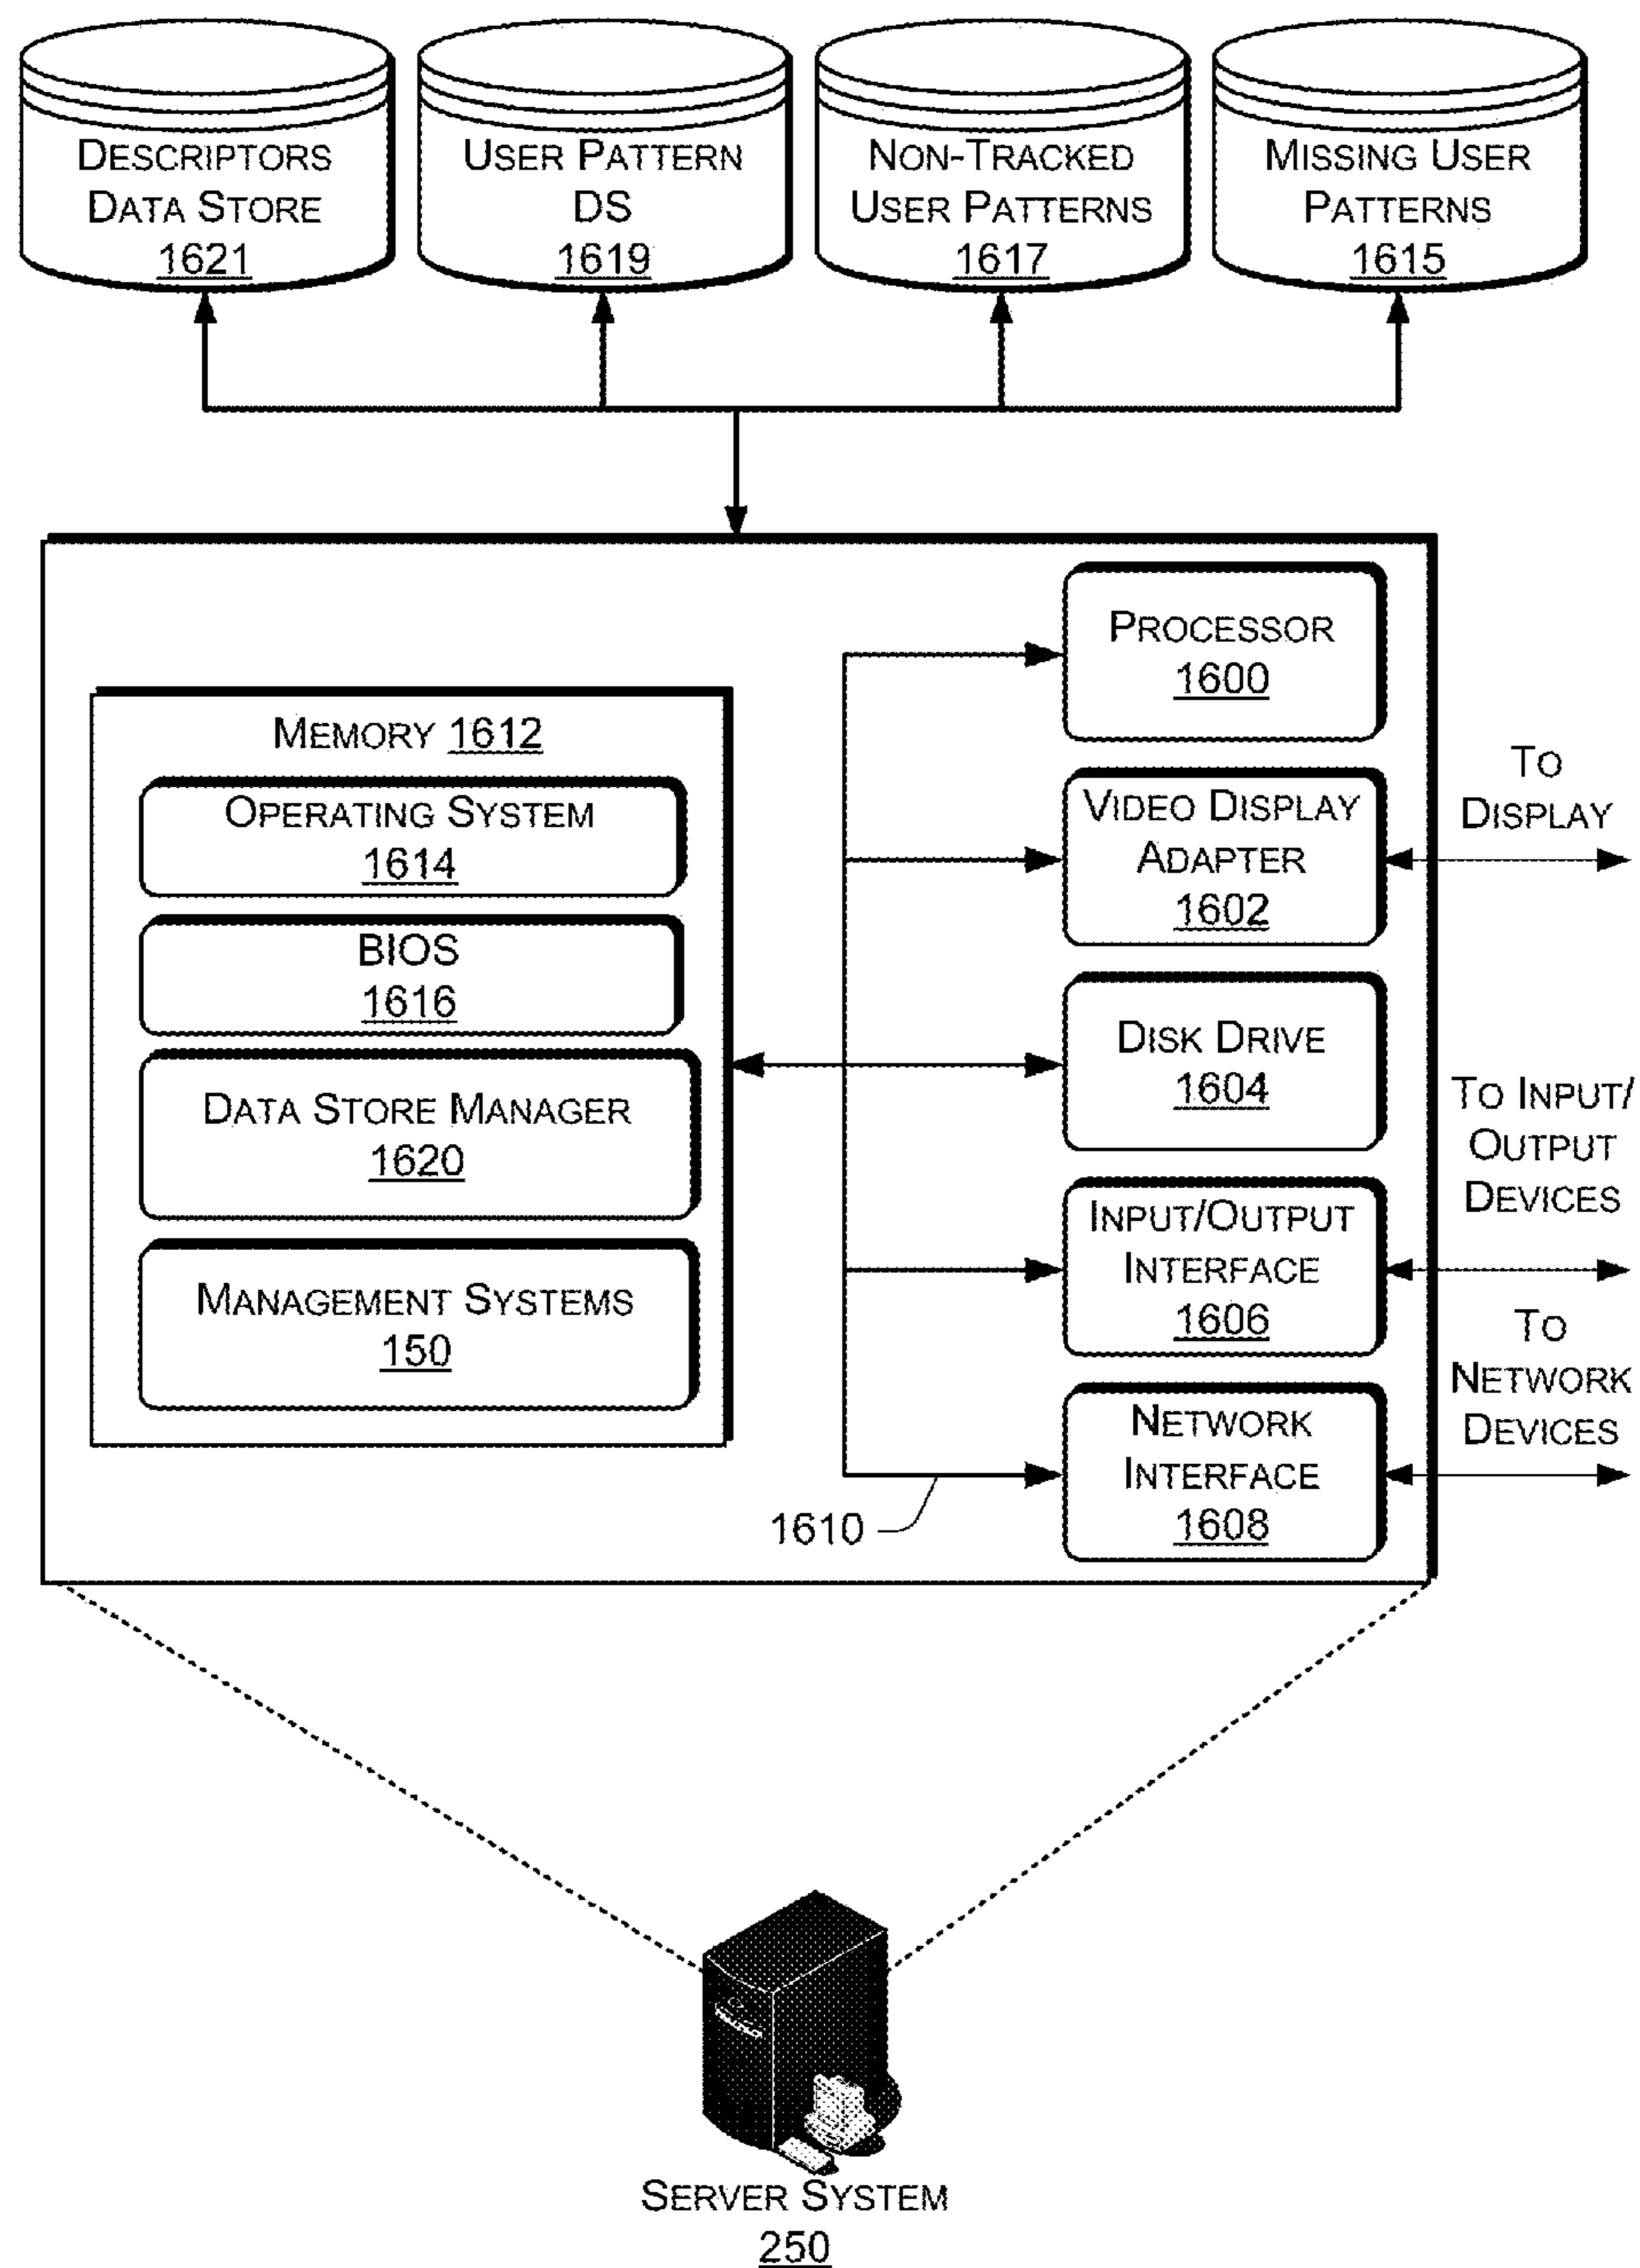 DESCRIPTORS
DATA STORE
1621
USER PATTERN
DS
1619
NON-TRACKED
USER PATTERNS
1617
MISSING USER
PATTERNS
1615
MEMORY 1612
OPERATING SYSTEM
1614
BIOS
1616
DATA STORE MANAGER
1620
MANAGEMENT SYSTEMS
150
PROCESSOR
1600
VIDEO DISPLAY
ADAPTER
1602
DISK DRIVE
1604
INPUT/OUTPUT
INTERFACE
1606
NETWORK
INTERFACE
1608
1610
TO
DISPLAY
TO INPUT/
OUTPUT
DEVICES
TO
NETWORK
DEVICES
SERVER SYSTEM
250